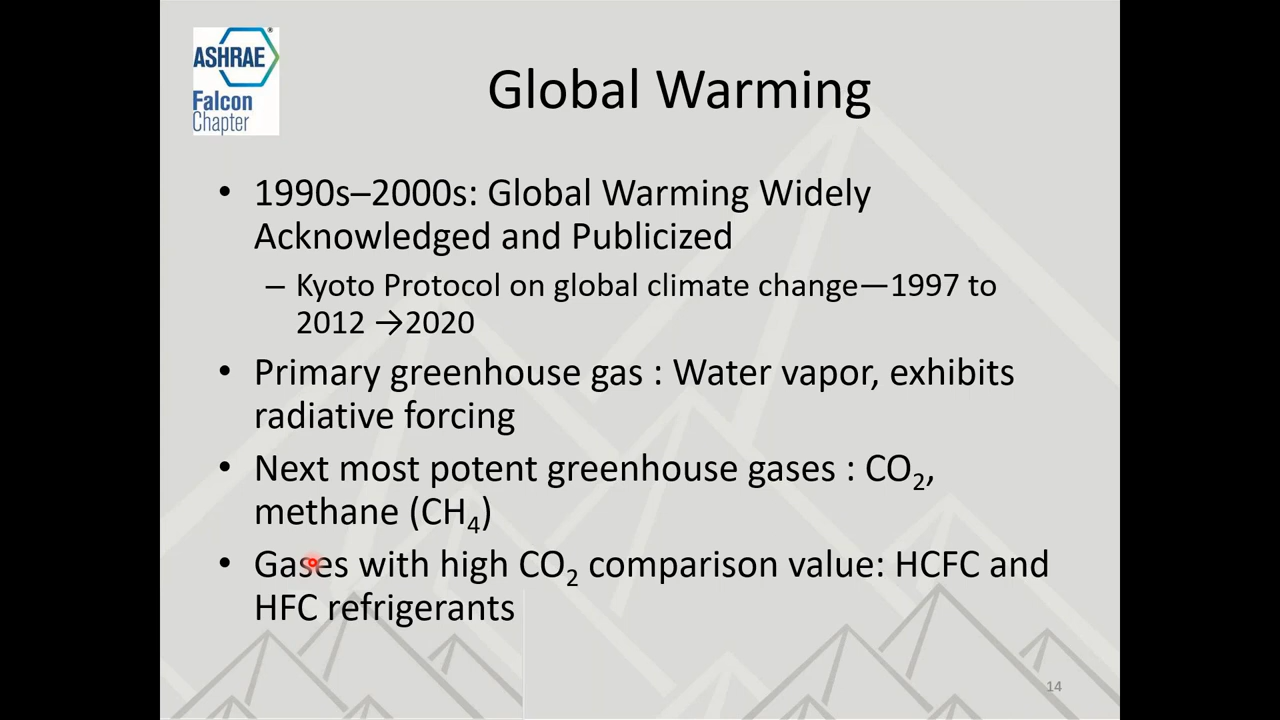 ASHRAE®
Falcon
Chapter
Global Warming
• 1990s–2000s: Global Warming Widely
Acknowledged and Publicized
– Kyoto Protocol on global climate change—1997 to
2012 →2020
• Primary greenhouse gas : Water vapor, exhibits
radiative forcing
• Next most potent greenhouse gases : CO₂,
methane (CH₄)
• Gases with high CO₂ comparison value: HCFC and
HFC refrigerants
14